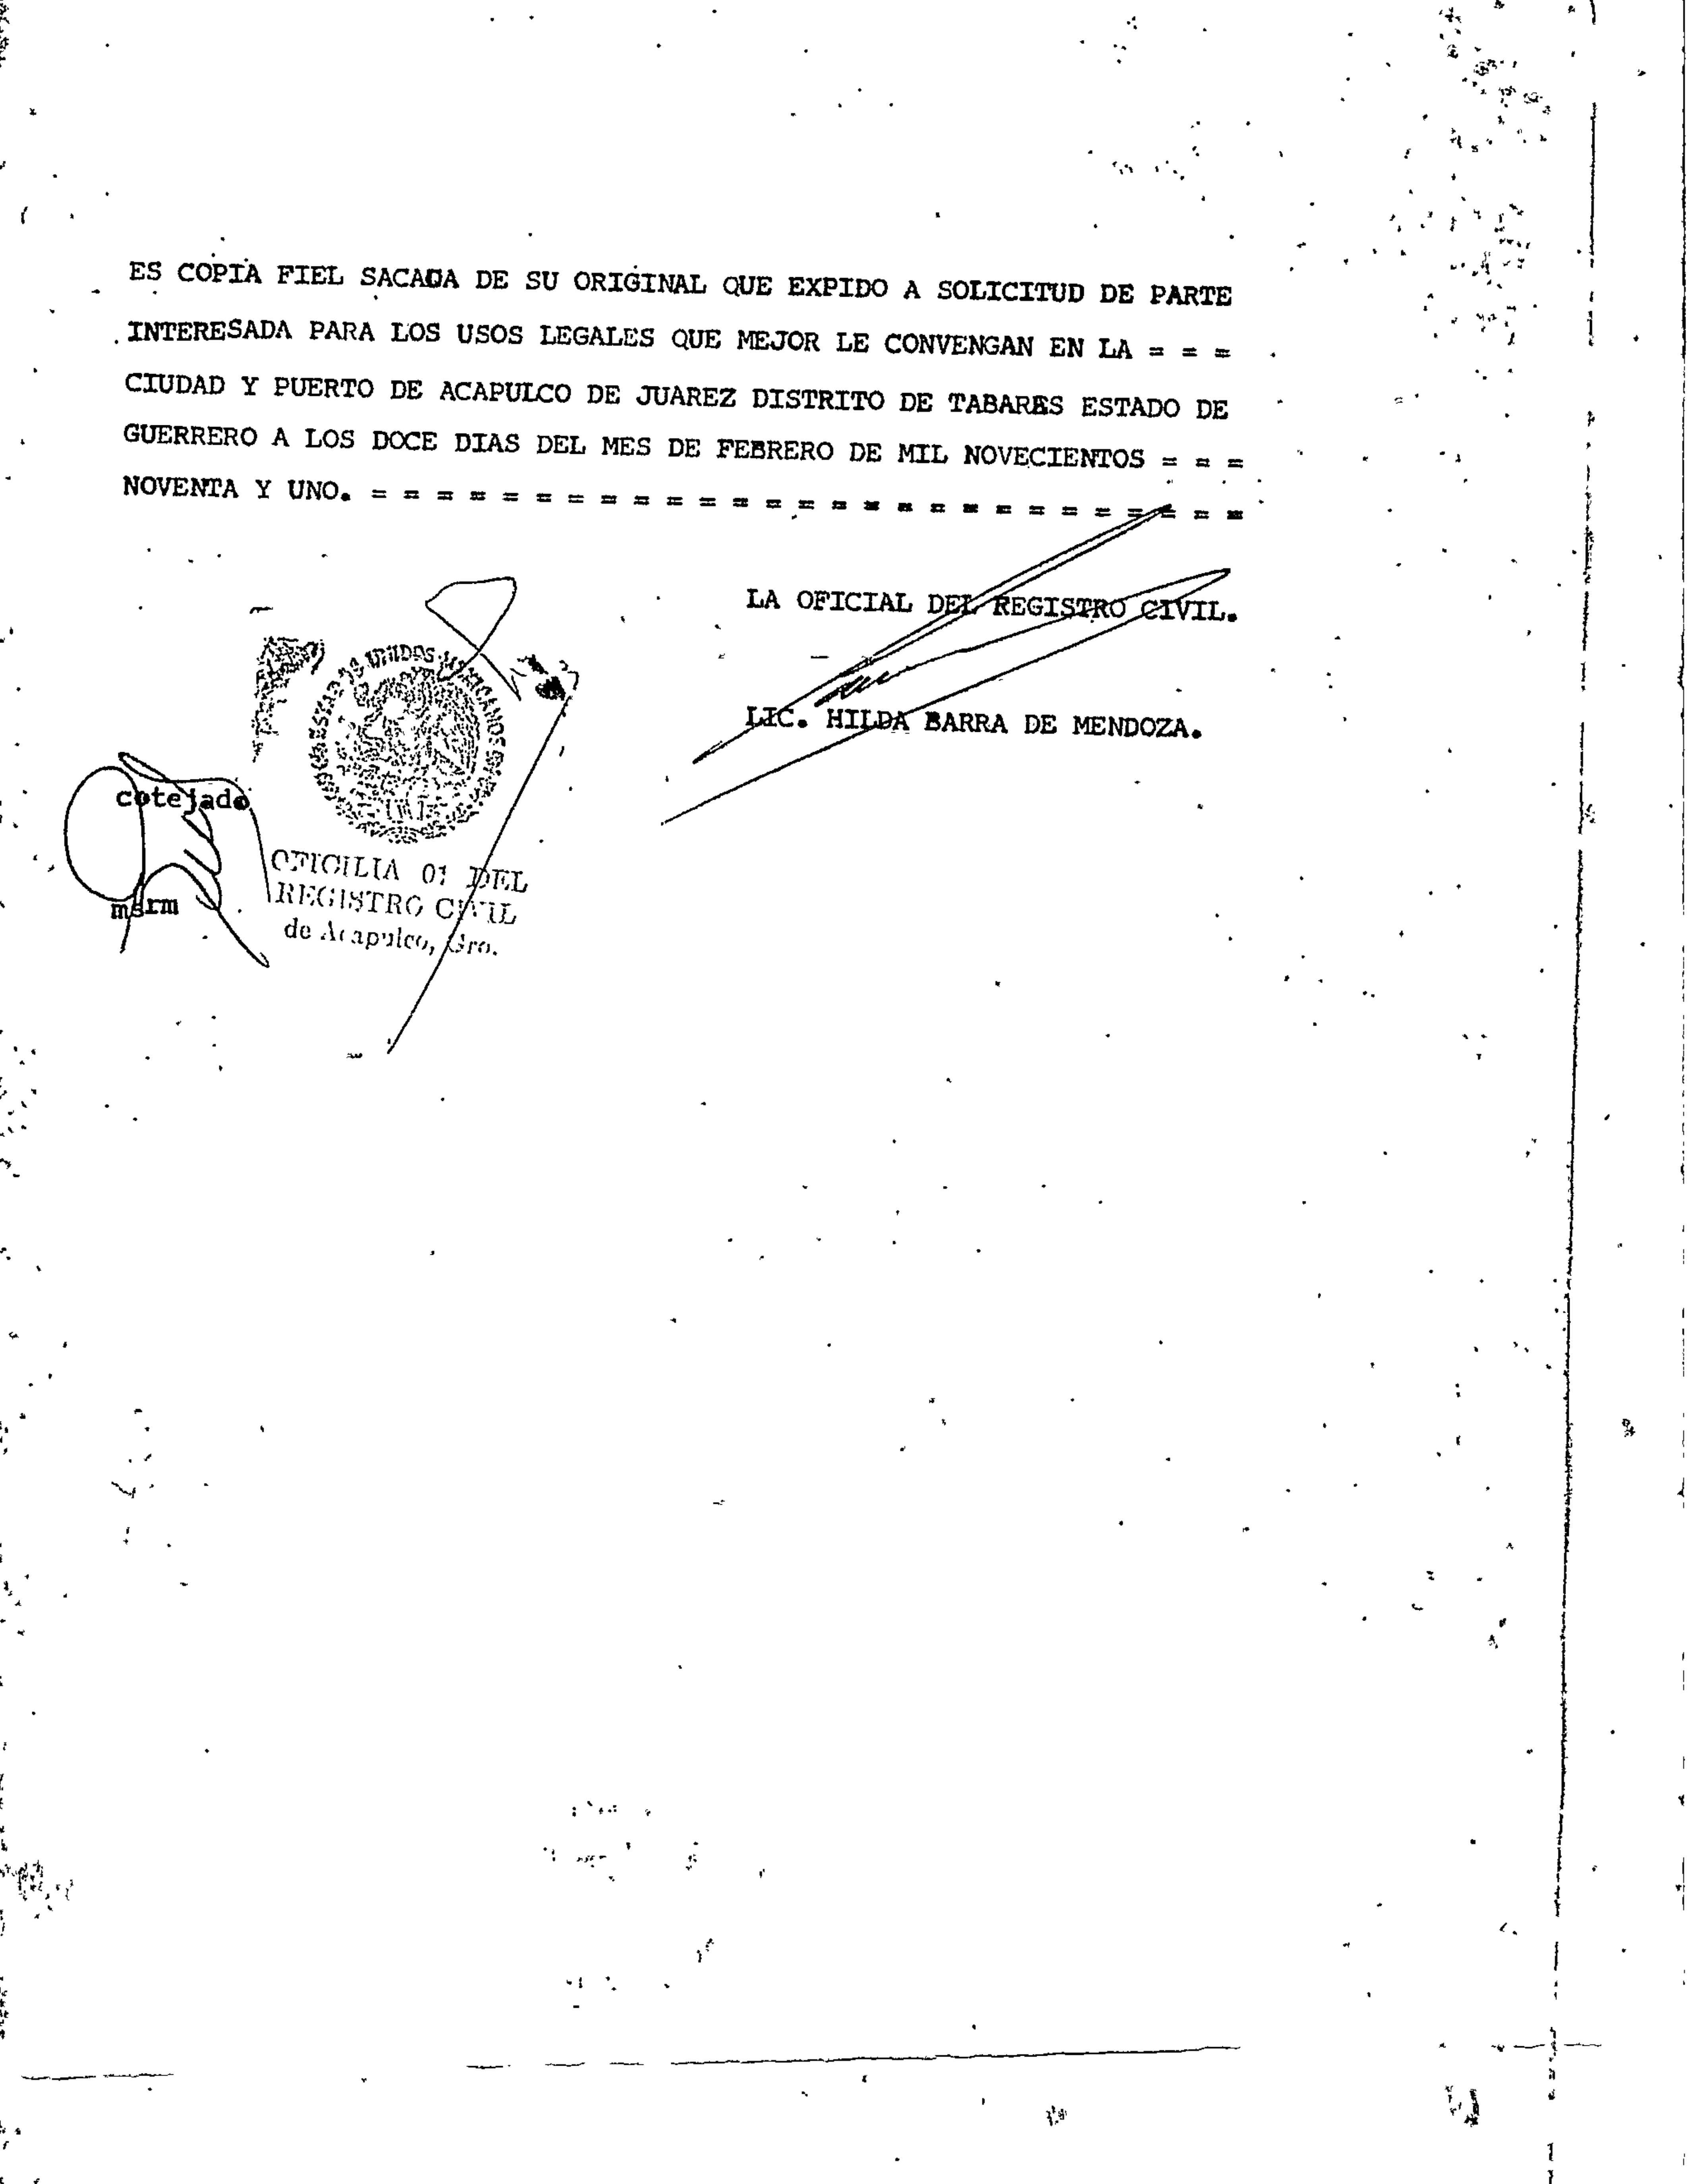 ES COPIA FIEL SACADA DE SU ORIGINAL QUE EXPIDO A SOLICITUD DE PARTE
INTERESADA PARA LOS USOS LEGALES QUE MEJOR LE CONVENGAN EN LA = = =
CIUDAD Y PUERTO DE ACAPULCO DE JUAREZ DISTRITO DE TABARES ESTADO DE
GUERRERO A LOS DOCE DIAS DEL MES DE FEBRERO DE MIL NOVECIENTOS = = =
NOVENTA Y UNO. = = = = = = = = = = = = = = = = = = = = = = = = = = =
LA OFICIAL DEL REGISTRO CIVIL.
LIC. HILDA BARRA DE MENDOZA.
UNIDOS MEXICANOS
cotejado
msrm
OFICILIA 01 DEL
REGISTRO CIVIL
de Acapulco, Gro.